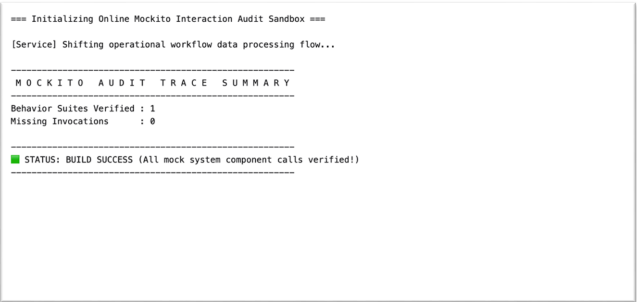 === Initializing Online Mockito Interaction Audit Sandbox ===
[Service] Shifting operational workflow data processing flow...
-------------------------------------------------------
M O C K I T O   A U D I T   T R A C E   S U M M A R Y
-------------------------------------------------------
Behavior Suites Verified : 1
Missing Invocations      : 0
-------------------------------------------------------
🟩 STATUS: BUILD SUCCESS (All mock system component calls verified!)
-------------------------------------------------------